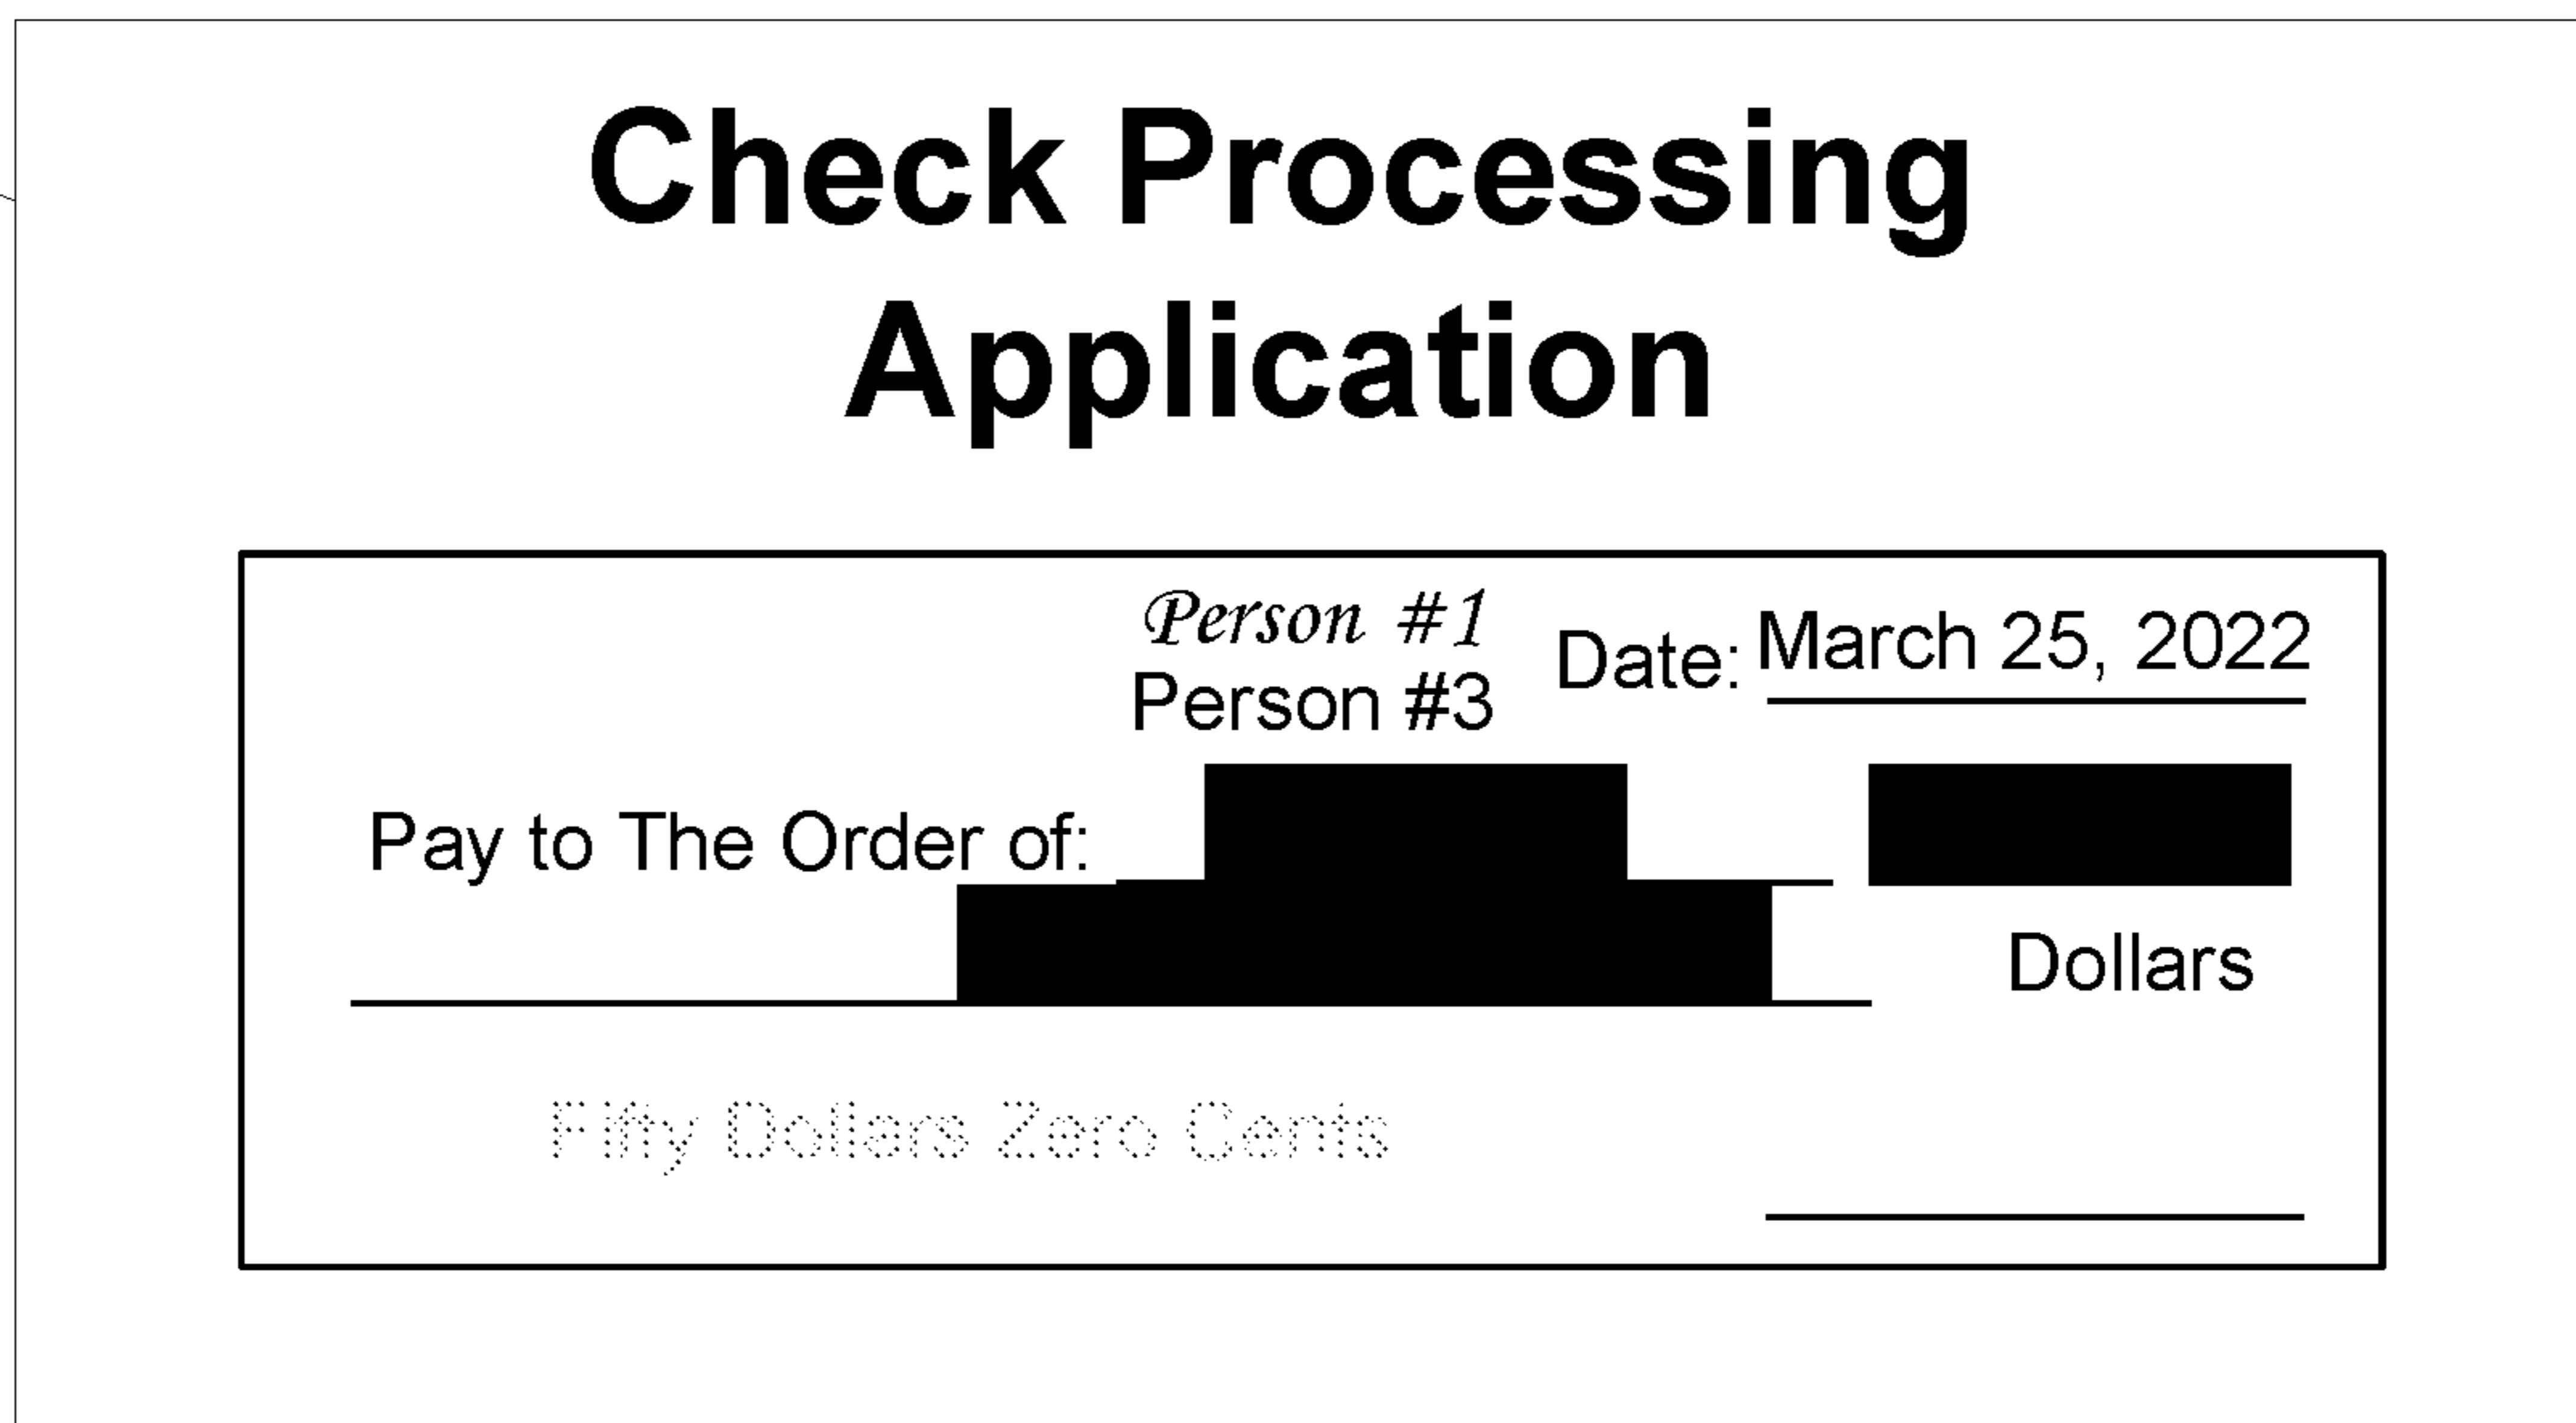 Check Processing
Application
Person #1
Person #3
Date: March 25, 2022
Pay to The Order of:
Dollars
Fifty Dollars Zero Cents